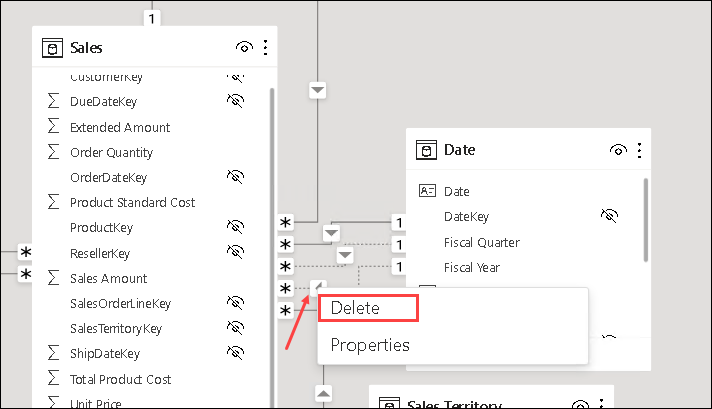 1
Sales
CustomerKey
DueDateKey
Extended Amount
Order Quantity
OrderDateKey
Product Standard Cost
ProductKey
ResellerKey
Sales Amount
SalesOrderLineKey
SalesTerritoryKey
ShipDateKey
Total Product Cost
Unit Price
*
*
*
*
*
*
*
1
1
1
Date
Date
DateKey
Fiscal Quarter
Fiscal Year
Delete
Properties
Sales Territory